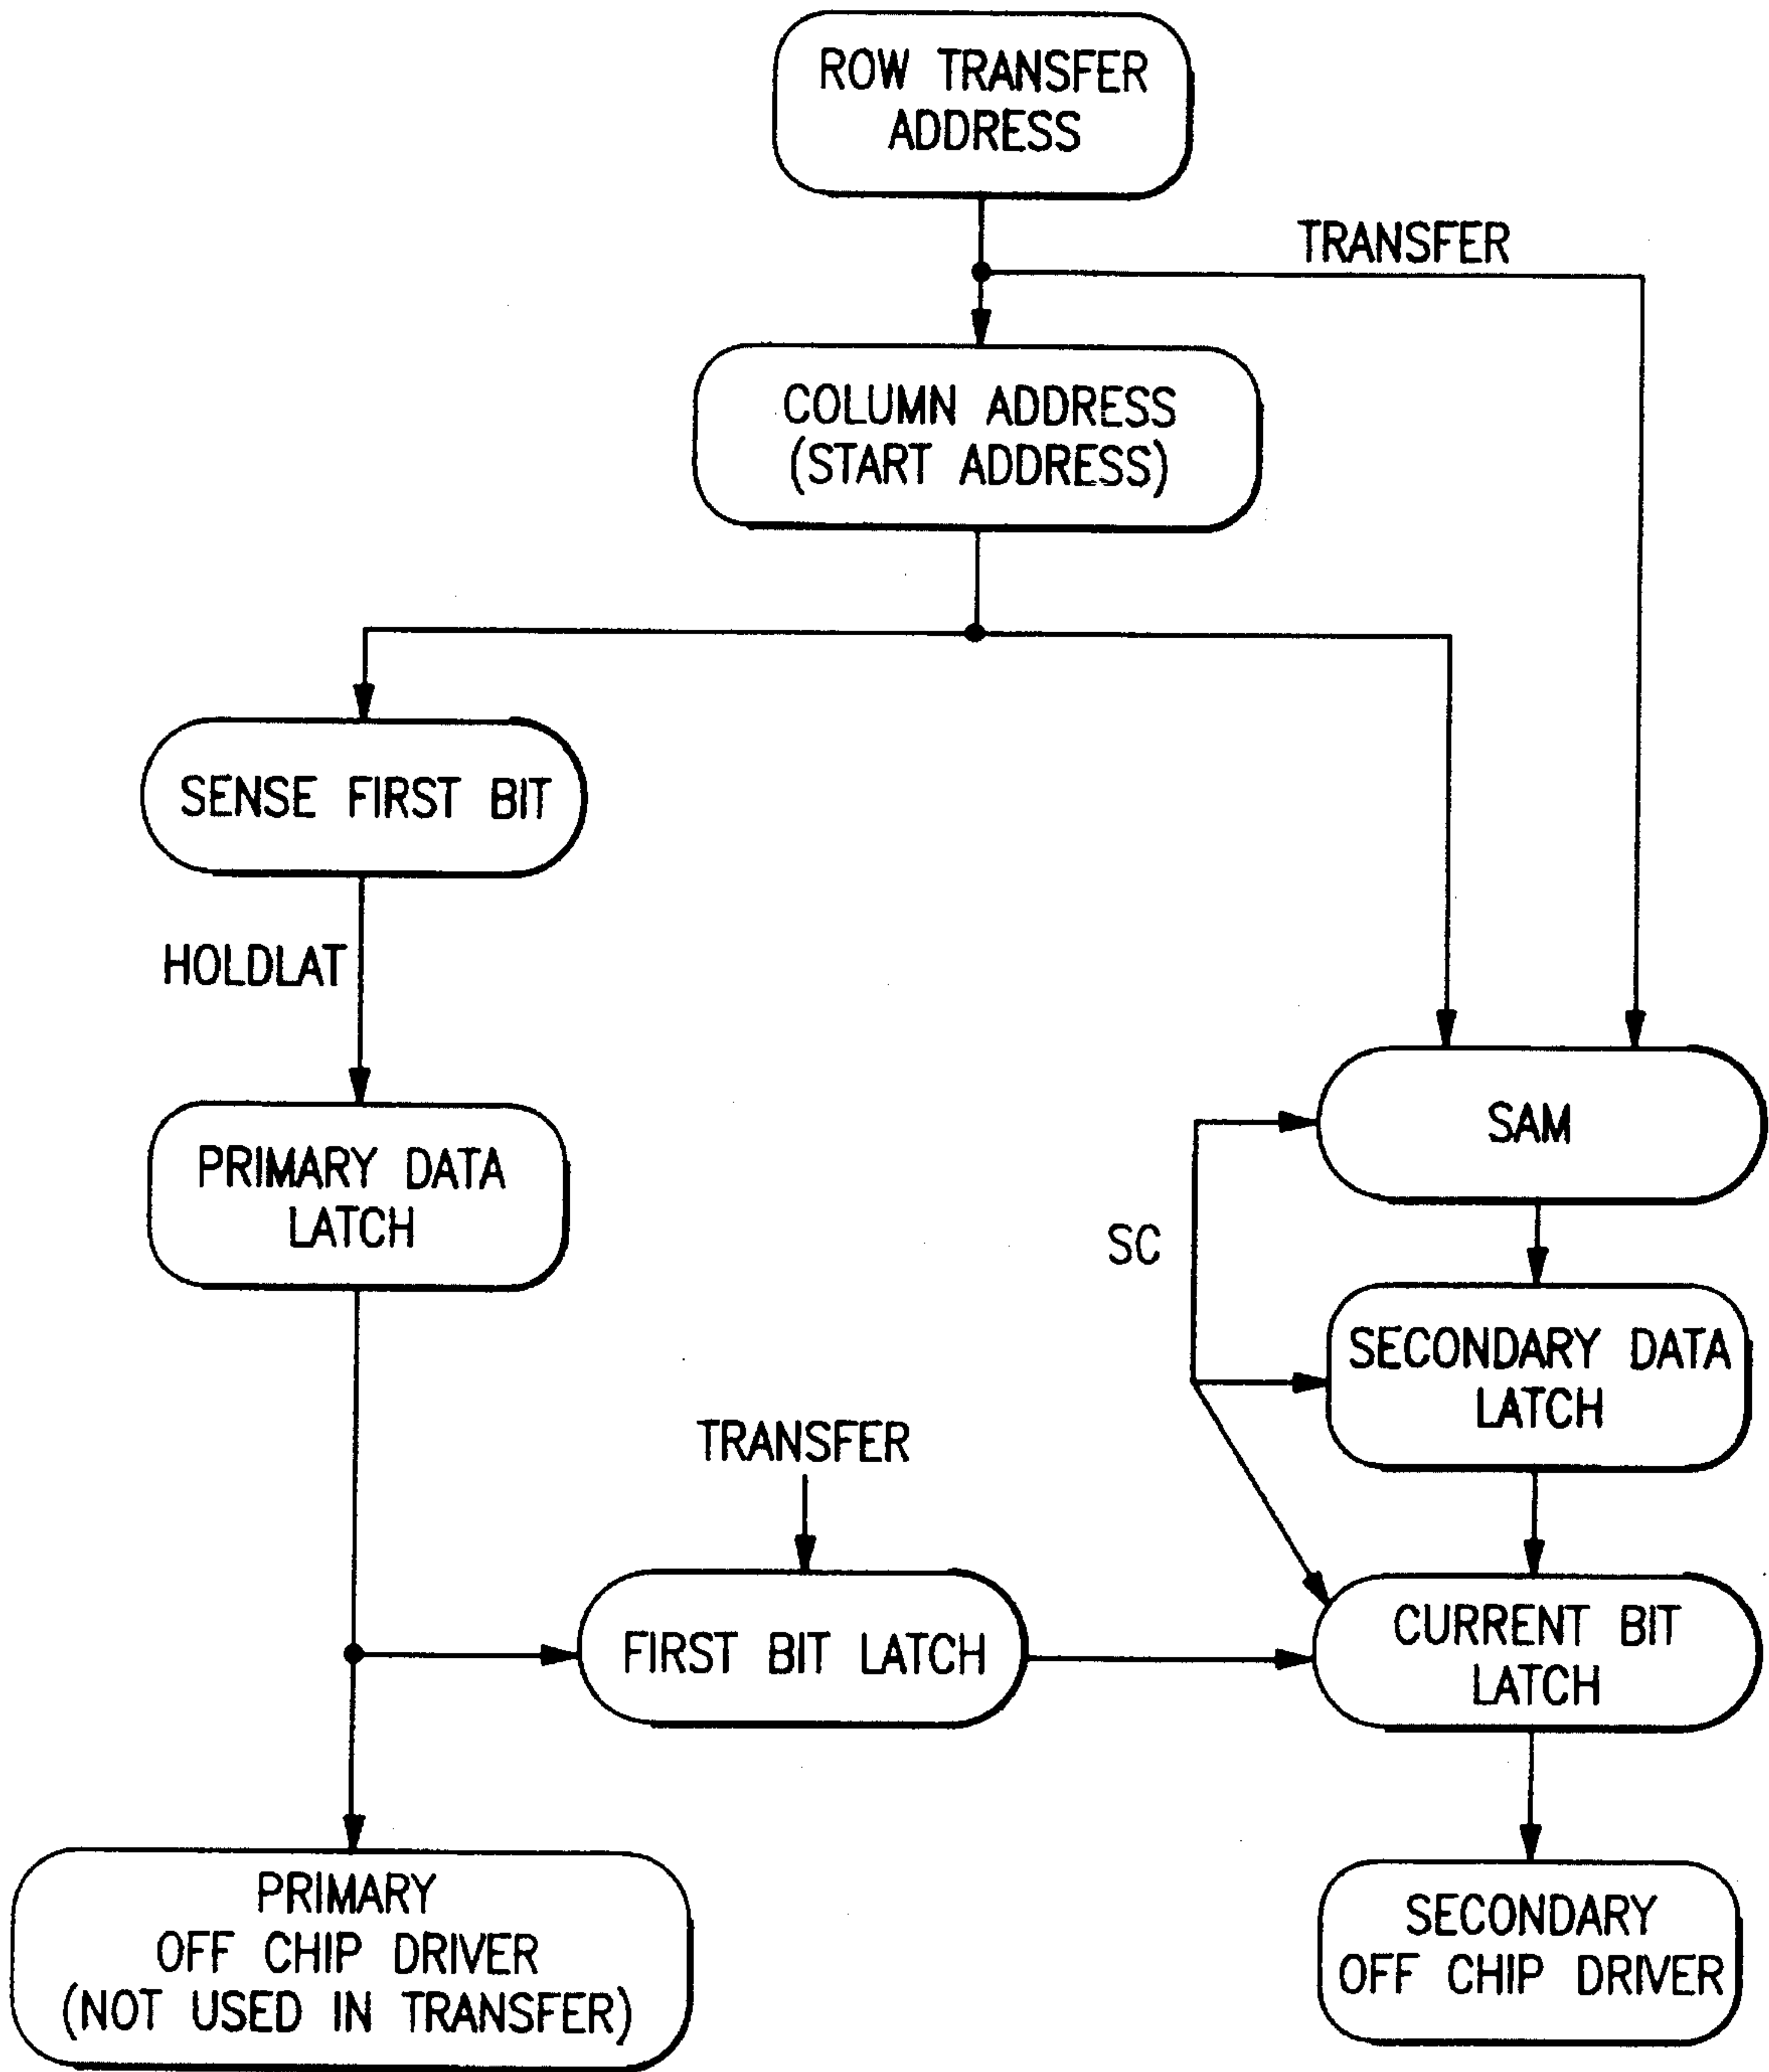 ROW TRANSFER
ADDRESS
TRANSFER
COLUMN ADDRESS
(START ADDRESS)
SENSE FIRST BIT
HOLDLAT
PRIMARY DATA
LATCH
SAM
SC
SECONDARY DATA
LATCH
TRANSFER
FIRST BIT LATCH
CURRENT BIT
LATCH
PRIMARY
OFF CHIP DRIVER
(NOT USED IN TRANSFER)
SECONDARY
OFF CHIP DRIVER